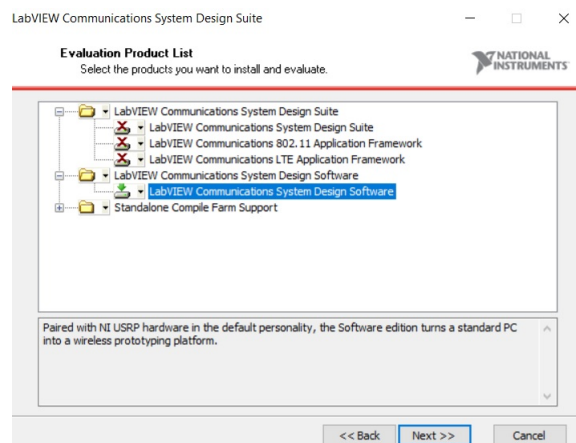 LabVIEW Communications System Design Suite
Evaluation Product List
Select the products you want to install and evaluate.
NATIONAL
INSTRUMENTS
LabVIEW Communications System Design Suite
LabVIEW Communications System Design Suite
LabVIEW Communications 802.11 Application Framework
LabVIEW Communications LTE Application Framework
LabVIEW Communications System Design Software
LabVIEW Communications System Design Software
Standalone Compile Farm Support
Paired with NI USRP hardware in the default personality, the Software edition turns a standard PC
into a wireless prototyping platform.
<< Back
Next >>
Cancel